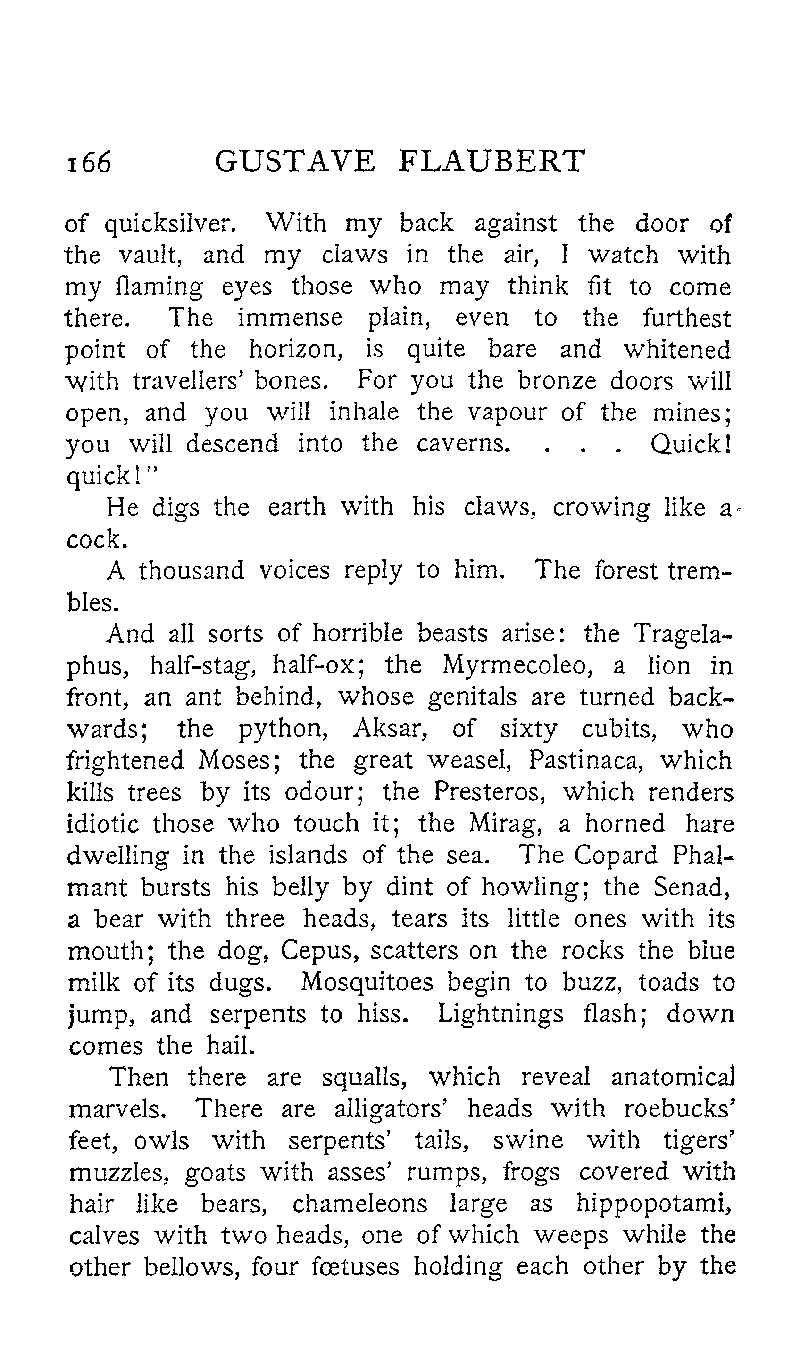 166 GUSTAVE FLAUBERT
of quicksilver. With my back against the door of
the vault, and my claws in the air, I watch with
my flaming eyes those who may think fit to come
there. The immense plain, even to the furthest
point of the horizon, is quite bare and whitened
with travellers’ bones. For you the bronze doors will
open, and you will inhale the vapour of the mines;
you will descend into the caverns. . . . Quick!
quick!”
He digs the earth with his claws, crowing like a
cock.
A thousand voices reply to him. The forest trem-
bles.
And all sorts of horrible beasts arise: the Tragela-
phus, half-stag, half-ox; the Myrmecoleo, a lion in
front, an ant behind, whose genitals are turned back-
wards; the python, Aksar, of sixty cubits, who
frightened Moses; the great weasel, Pastinaca, which
kills trees by its odour; the Presteros, which renders
idiotic those who touch it; the Mirag, a horned hare
dwelling in the islands of the sea. The Copard Phal-
mant bursts his belly by dint of howling; the Senad,
a bear with three heads, tears its little ones with its
mouth; the dog, Cepus, scatters on the rocks the blue
milk of its dugs. Mosquitoes begin to buzz, toads to
jump, and serpents to hiss. Lightnings flash; down
comes the hail.
Then there are squalls, which reveal anatomical
marvels. There are alligators’ heads with roebucks’
feet, owls with serpents’ tails, swine with tigers’
muzzles, goats with asses’ rumps, frogs covered with
hair like bears, chameleons large as hippopotami,
calves with two heads, one of which weeps while the
other bellows, four fœtuses holding each other by the